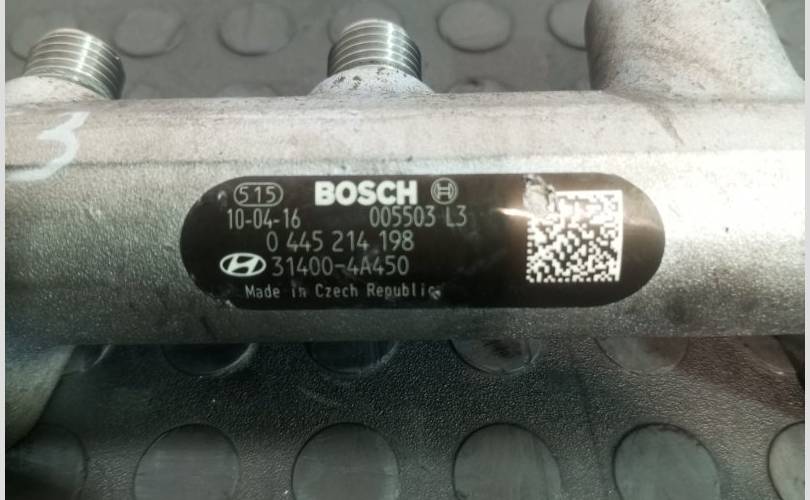 3
515 BOSCH
10-04-16 005503 L3
0 445 214 198
31400-4A450
Made in Czech Republic